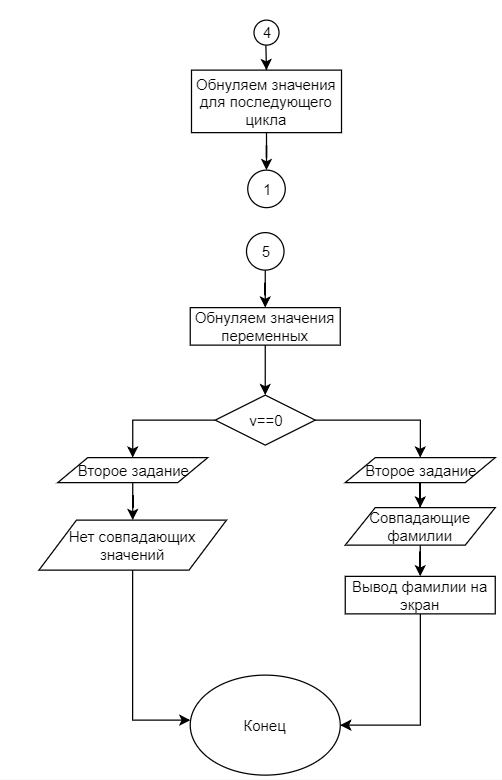 4
Обнуляем значения
для последующего
цикла
1
5
Обнуляем значения
переменных
v==0
Второе задание
Второе задание
Нет совпадающих
значений
Совпадающие
фамилии
Вывод фамилии на
экран
Конец